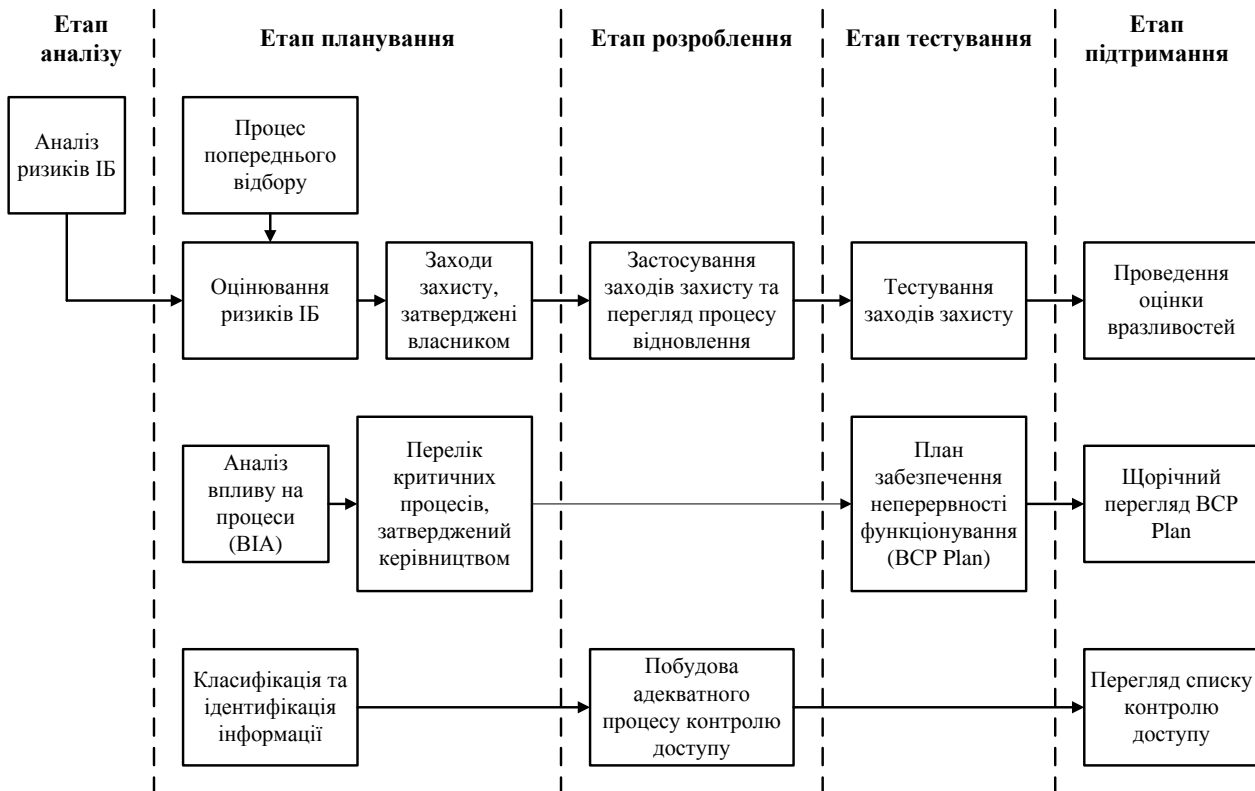 Етап
аналізу
Етап планування
Етап розроблення
Етап тестування
Етап
підтримання
Аналіз
ризиків ІБ
Процес
попереднього
відбору
Оцінювання
ризиків ІБ
Заходи
захисту,
затверджені
власником
Застосування
заходів захисту та
перегляд процесу
відновлення
Тестування
заходів захисту
Проведення
оцінки
вразливостей
Аналіз
впливу на
процеси
(BIA)
Перелік
критичних
процесів,
затверджений
керівництвом
План
забезпечення
неперервності
функціонування
(BCP Plan)
Щорічний
перегляд BCP
Plan
Класифікація та
ідентифікація
інформації
Побудова
адекватного
процесу контролю
доступу
Перегляд списку
контролю
доступу